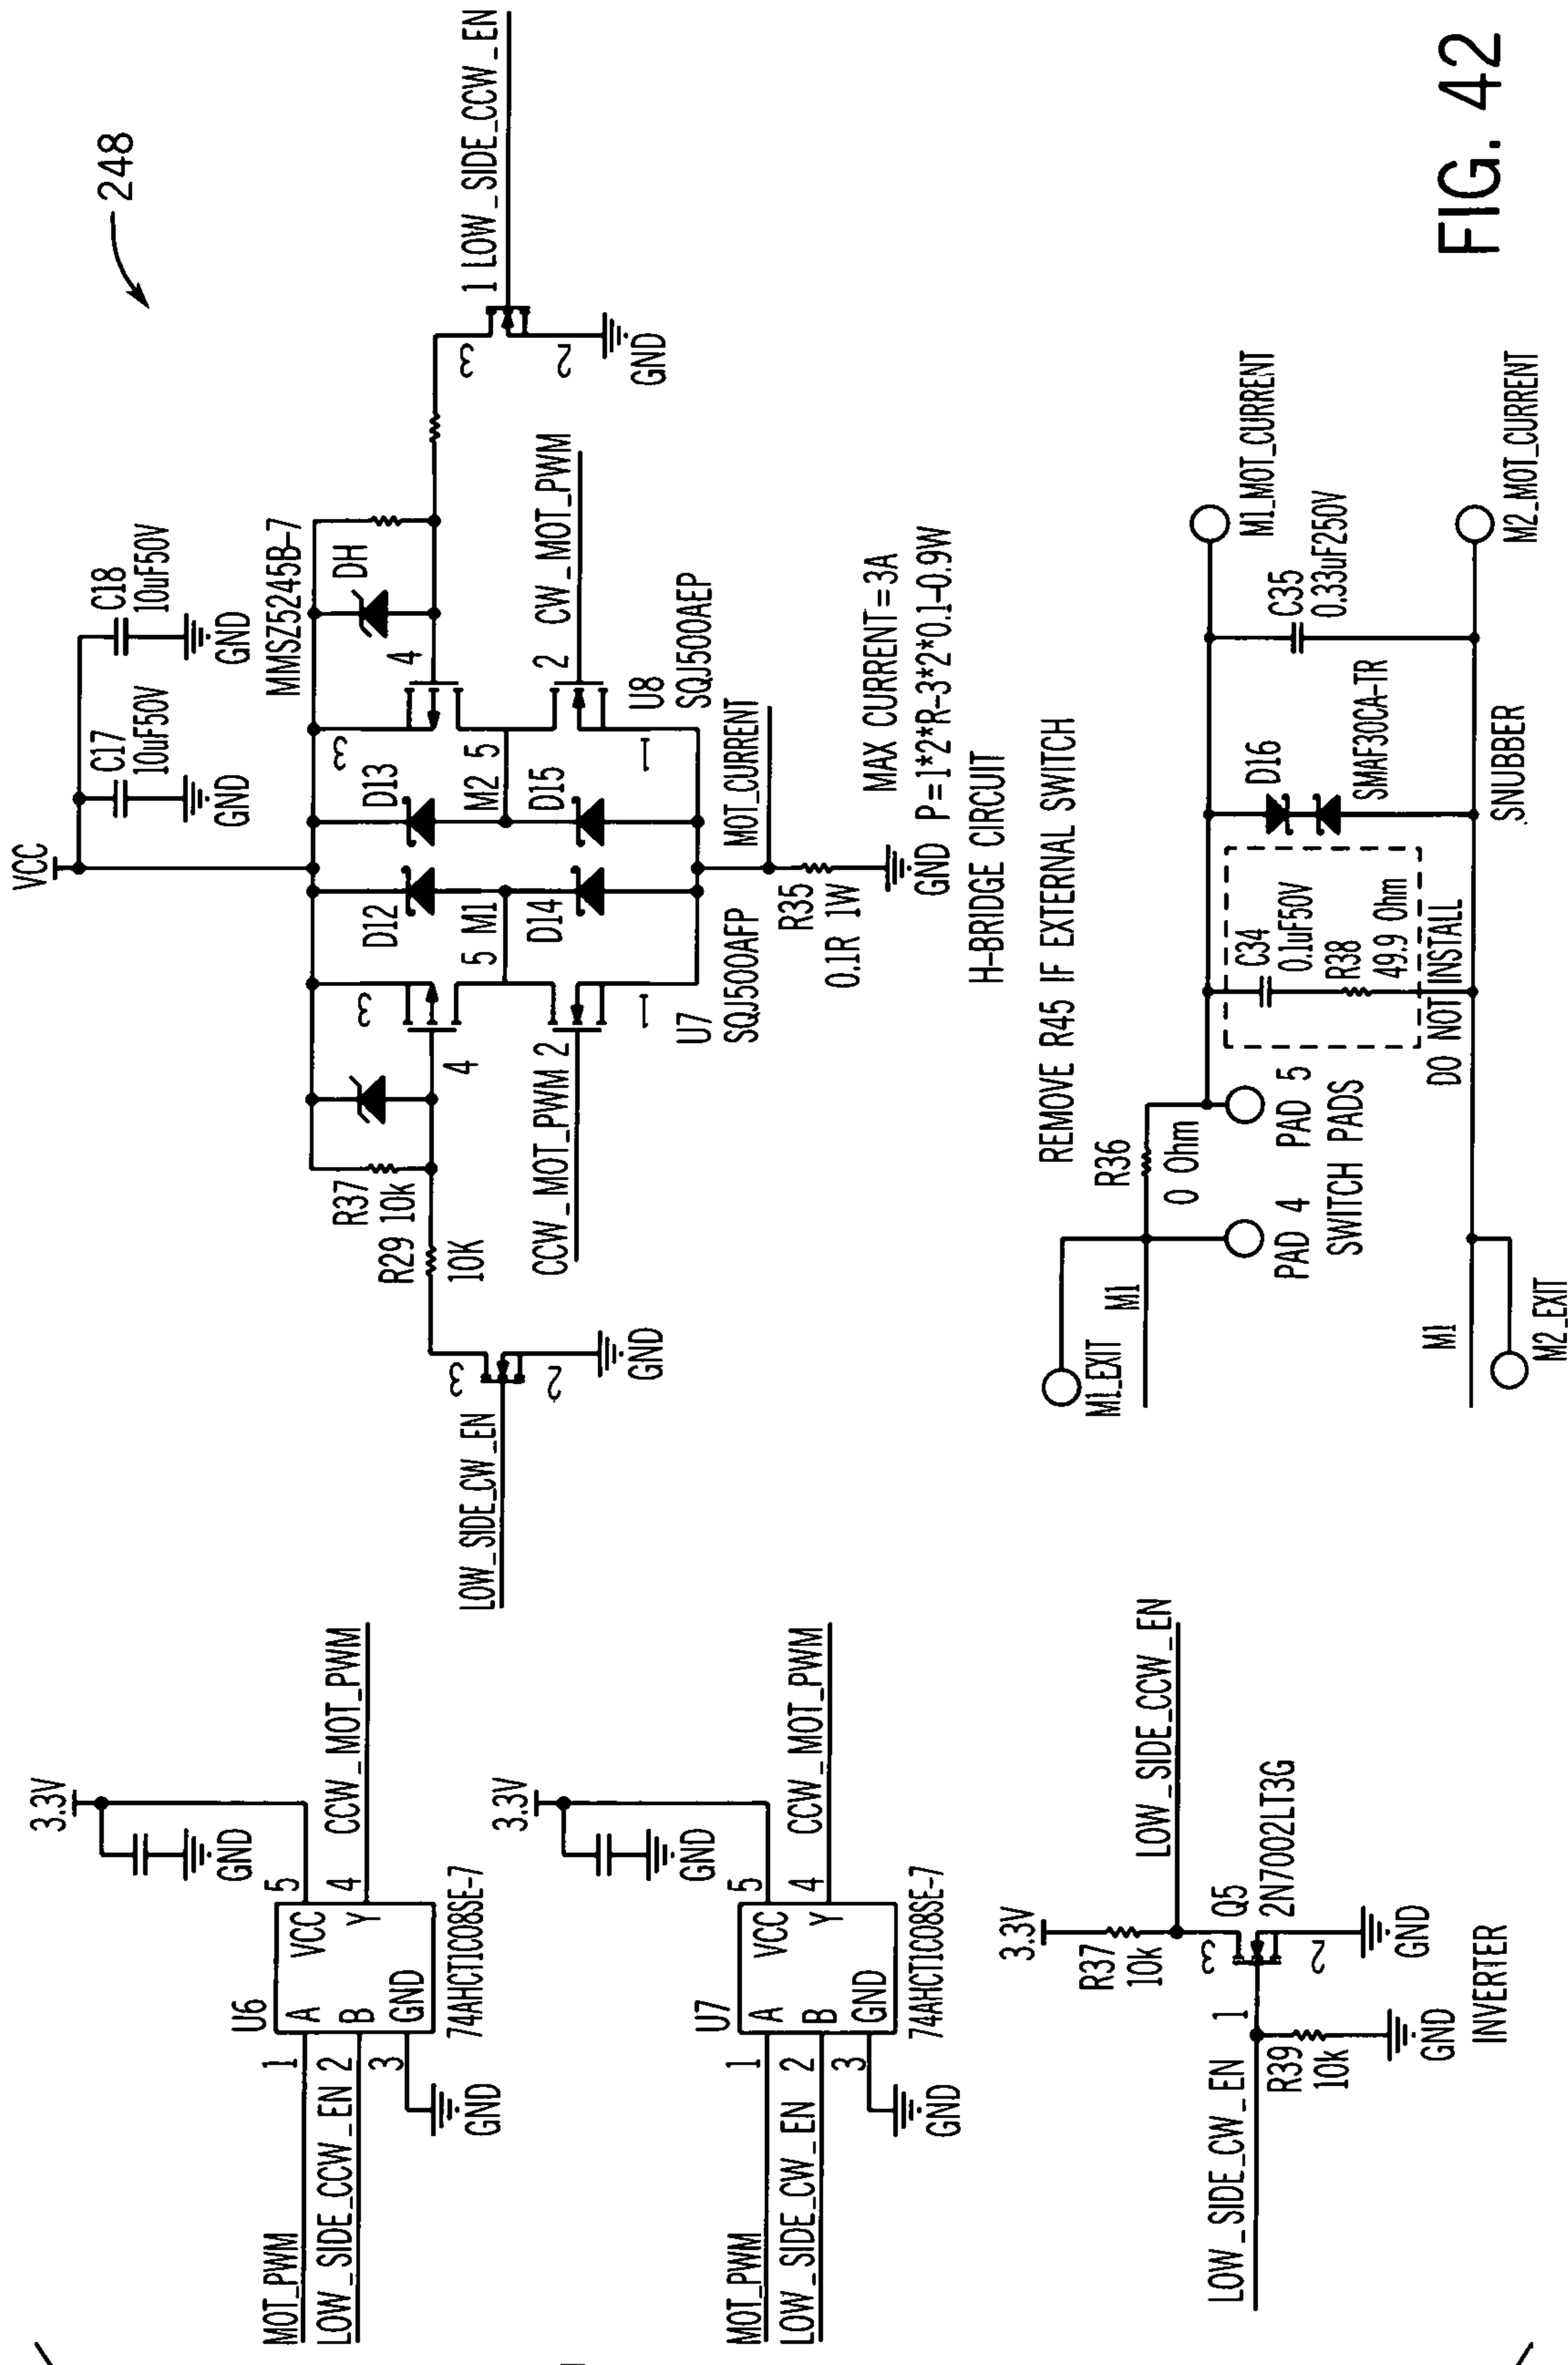 248
VCC
C17
10uF50V
GND
C18
10uF50V
GND
MMSZ5245B-7
DH
D12
D13
D14
D15
M1
M2
5
5
3
4
3
4
R37
10k
R29
10K
CCW_MOT_PWM 2
2 CW_MOT_PWM
1
1
U7
SQJ500AFP
U8
SQJ500AEP
MOT_CURRENT
R35
0.1R 1W
GND
MAX CURRENT=3A
P=1*2*R-3*2*0.1-0.9W
H-BRIDGE CIRCUIT
LOW_SIDE_CW_EN
3
2
GND
1 LOW_SIDE_CCW_EN
3
2
GND
3.3V
GND
U6
MOT_PWM
LOW_SIDE_CCW_EN
1
2
3
A
B
GND
VCC
Y
5
4
CCW_MOT_PWM
GND
74AHCT1C08SE-7
3.3V
GND
U7
MOT_PWM
LOW_SIDE_CW_EN
1
2
3
A
B
GND
VCC
Y
5
4
CCW_MOT_PWM
GND
74AHCT1C08SE-7
3.3V
R37
10k
LOW_SIDE_CCW_EN
LOW_SIDE_CW_EN
1
3
2
Q5
2N7002LT3G
R39
10k
GND
GND
INVERTER
REMOVE R45 IF EXTERNAL SWITCH
M1_EXIT
M1
R36
0 Ohm
PAD 4
PAD 5
SWITCH PADS
C34
0.1uF50V
R38
49.9 Ohm
DO NOT INSTALL
D16
SMAF30CA-TR
SNUBBER
C35
0.33uF250V
M1_MOT_CURRENT
M2_MOT_CURRENT
M1
M2_EXIT
FIG. 42